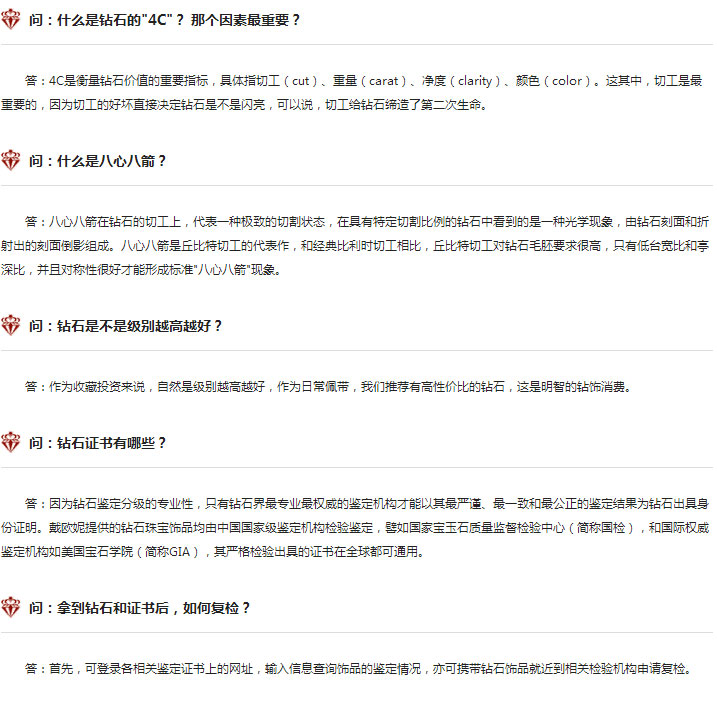 问：什么是钻石的"4C"？ 那个因素最重要？
答：4C是衡量钻石价值的重要指标，具体指切工（cut）、重量（carat）、净度（clarity）、颜色（color）。这其中，切工是最
重要的，因为切工的好坏直接决定钻石是不是闪亮，可以说，切工给钻石缔造了第二次生命。
问：什么是八心八箭？
答：八心八箭在钻石的切工上，代表一种极致的切割状态，在具有特定切割比例的钻石中看到的是一种光学现象，由钻石刻面和折
射出的刻面倒影组成。八心八箭是丘比特切工的代表作，和经典比利时切工相比，丘比特切工对钻石毛胚要求很高，只有低台宽比和亭
深比，并且对称性很好才能形成标准"八心八箭"现象。
问：钻石是不是级别越高越好？
答：作为收藏投资来说，自然是级别越高越好，作为日常佩带，我们推荐有高性价比的钻石，这是明智的钻饰消费。
问：钻石证书有哪些？
答：因为钻石鉴定分级的专业性，只有钻石界最专业最权威的鉴定机构才能以其最严谨、最一致和最公正的鉴定结果为钻石出具身
份证明。戴欧妮提供的钻石珠宝饰品均由中国国家级鉴定机构检验鉴定，譬如国家宝玉石质量监督检验中心（简称国检），和国际权威
鉴定机构如美国宝石学院（简称GIA），其严格检验出具的证书在全球都可通用。
问：拿到钻石和证书后，如何复检？
答：首先，可登录各相关鉴定证书上的网址，输入信息查询饰品的鉴定情况，亦可携带钻石饰品就近到相关检验机构申请复检。